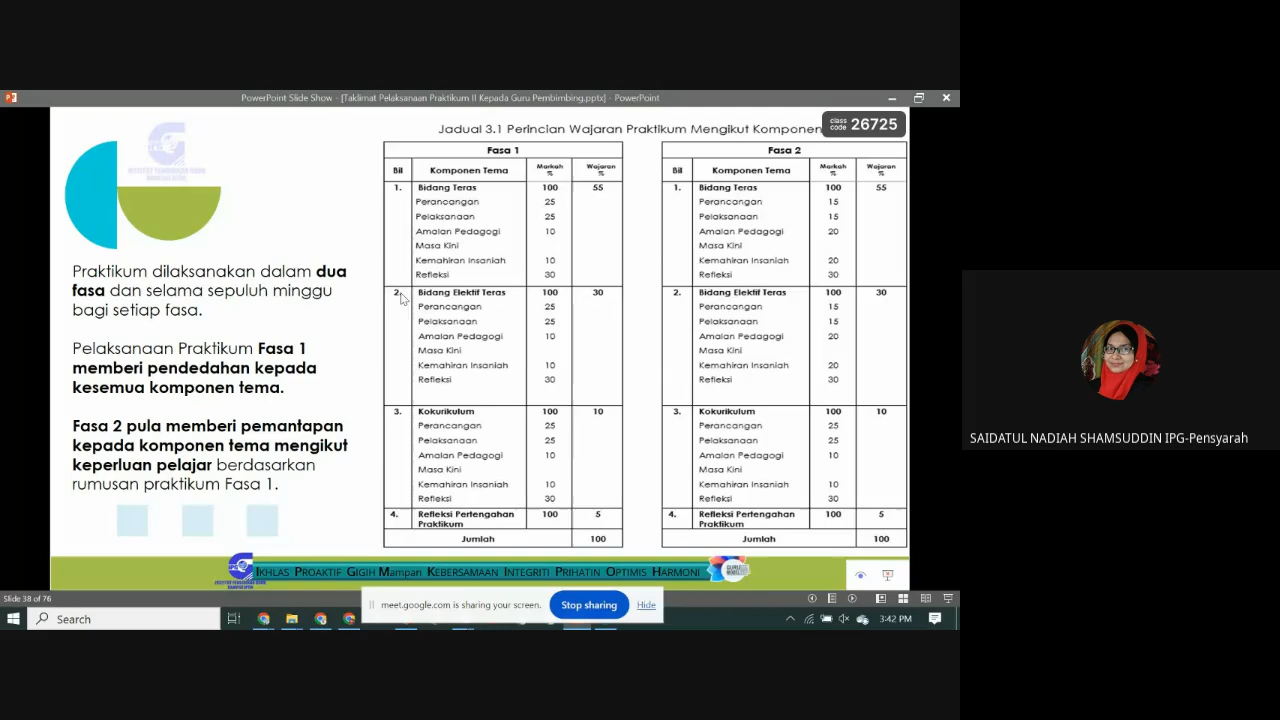 PowerPoint Slide Show - [Taklimat Pelaksanaan Praktikum II Kepada Guru Pembimbing.pptx] - PowerPoint
class code 26725
Jadual 3.1 Perincian Wajaran Praktikum Mengikut Komponen
Praktikum dilaksanakan dalam dua
fasa dan selama sepuluh minggu
bagi setiap fasa.
Pelaksanaan Praktikum Fasa 1
memberi pendedahan kepada
kesemua komponen tema.
Fasa 2 pula memberi pemantapan
kepada komponen tema mengikut
keperluan pelajar berdasarkan
rumusan praktikum Fasa 1.
Fasa 1
Bil Komponen Tema Markah % Wajaran %
1. Bidang Teras 100 55
Perancangan 25
Pelaksanaan 25
Amalan Pedagogi 10
Masa Kini
Kemahiran Insaniah 10
Refleksi 30
2. Bidang Elektif Teras 100 30
Perancangan 25
Pelaksanaan 25
Amalan Pedagogi 10
Masa Kini
Kemahiran Insaniah 10
Refleksi 30
3. Kokurikulum 100 10
Perancangan 25
Pelaksanaan 25
Amalan Pedagogi 10
Masa Kini
Kemahiran Insaniah 10
Refleksi 30
4. Refleksi Pertengahan 100 5
Praktikum
Jumlah 100
Fasa 2
Bil Komponen Tema Markah % Wajaran %
1. Bidang Teras 100 55
Perancangan 15
Pelaksanaan 15
Amalan Pedagogi 20
Masa Kini
Kemahiran Insaniah 20
Refleksi 30
2. Bidang Elektif Teras 100 30
Perancangan 15
Pelaksanaan 15
Amalan Pedagogi 20
Masa Kini
Kemahiran Insaniah 20
Refleksi 30
3. Kokurikulum 100 10
Perancangan 25
Pelaksanaan 25
Amalan Pedagogi 10
Masa Kini
Kemahiran Insaniah 10
Refleksi 30
4. Refleksi Pertengahan 100 5
Praktikum
Jumlah 100
IKHLAS PROAKTIF GIGIH Mampan KEBERSAMAAN INTEGRITI PRIHATIN OPTIMIS HARMONI
Slide 38 of 76
meet.google.com is sharing your screen. Stop sharing Hide
Search
3:42 PM
SAIDATUL NADIAH SHAMSUDDIN IPG-Pensyarah